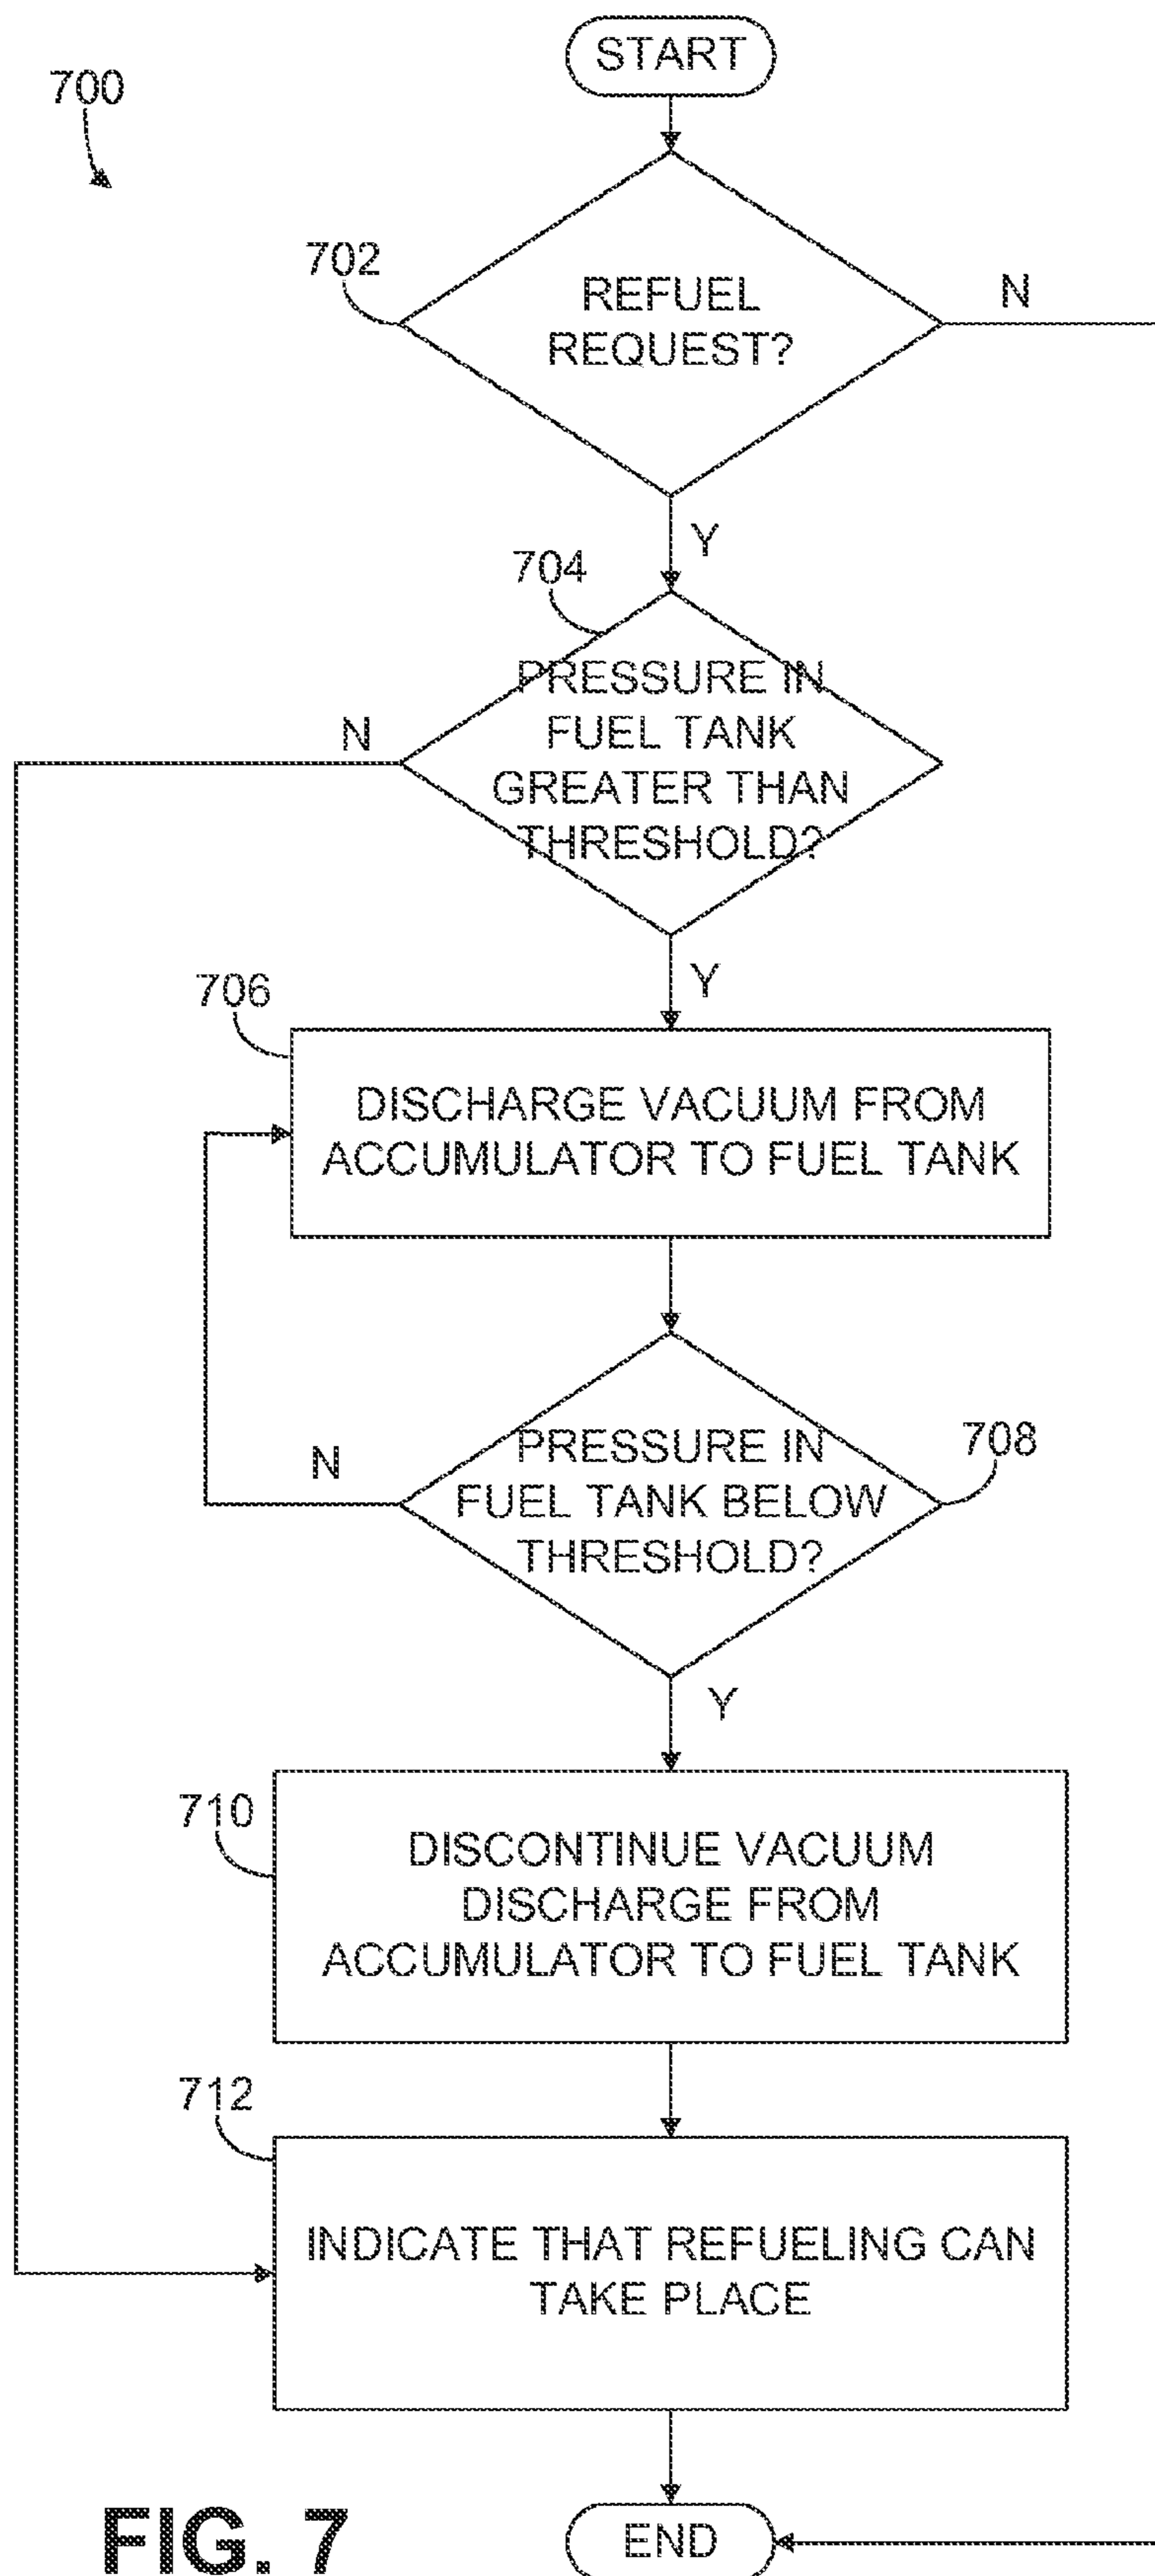 START
700
702
REFUEL
REQUEST?
N
Y
704
PRESSURE IN
FUEL TANK
GREATER THAN
THRESHOLD?
N
Y
706
DISCHARGE VACUUM FROM
ACCUMULATOR TO FUEL TANK
708
PRESSURE IN
FUEL TANK BELOW
THRESHOLD?
N
Y
710
DISCONTINUE VACUUM
DISCHARGE FROM
ACCUMULATOR TO FUEL TANK
712
INDICATE THAT REFUELING CAN
TAKE PLACE
END
FIG. 7